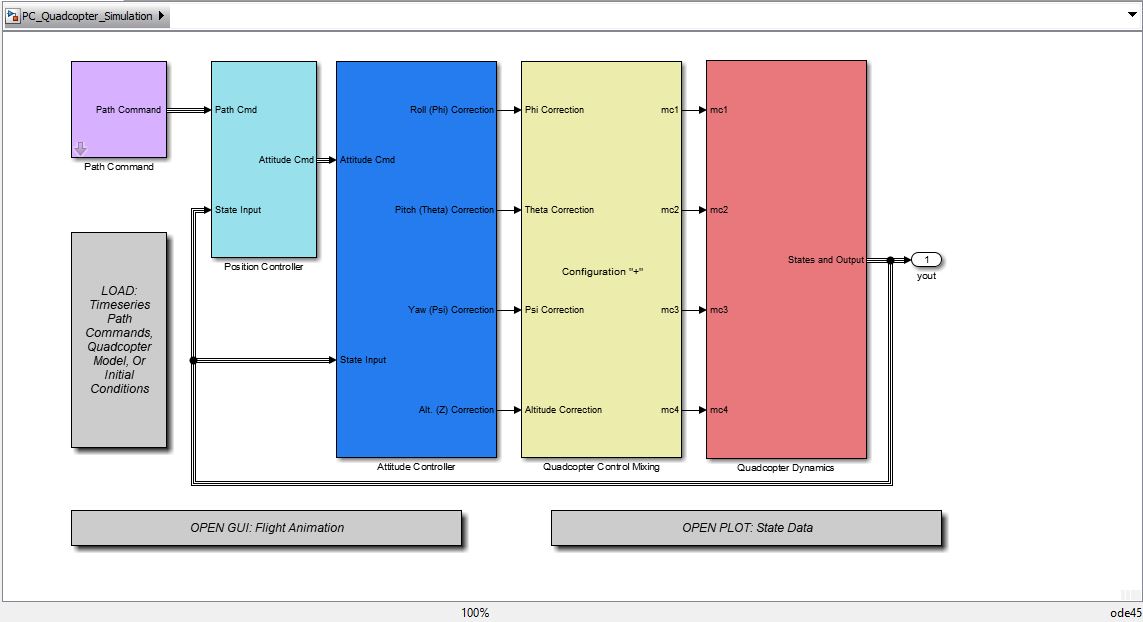 PC_Quadcopter_Simulation
Path Command
Path Command
Path Cmd
Attitude Cmd
State Input
Position Controller
Roll (Phi) Correction
Attitude Cmd
Pitch (Theta) Correction
Yaw (Psi) Correction
State Input
Alt. (Z) Correction
Attitude Controller
Phi Correction
mc1
Theta Correction
mc2
Configuration "+"
Psi Correction
mc3
Altitude Correction
mc4
Quadcopter Control Mixing
mc1
mc2
States and Output
mc3
mc4
Quadcopter Dynamics
1
yout
LOAD:
Timeseries
Path
Commands,
Quadcopter
Model, Or
Initial
Conditions
OPEN GUI: Flight Animation
OPEN PLOT: State Data
100%
ode45